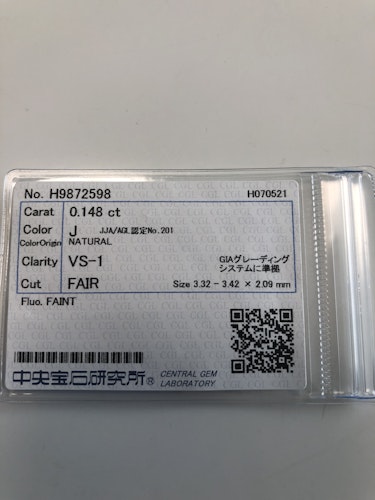 No. H9872598 H070521
Carat 0.148 ct
Color J JJA/AGL認定No.201
ColorOrigin NATURAL
Clarity VS-1 GIAグレーディング
システムに準拠
Cut FAIR Size 3.32 - 3.42 × 2.09 mm
Fluo. FAINT
中央宝石研究所® CENTRAL GEM
LABORATORY